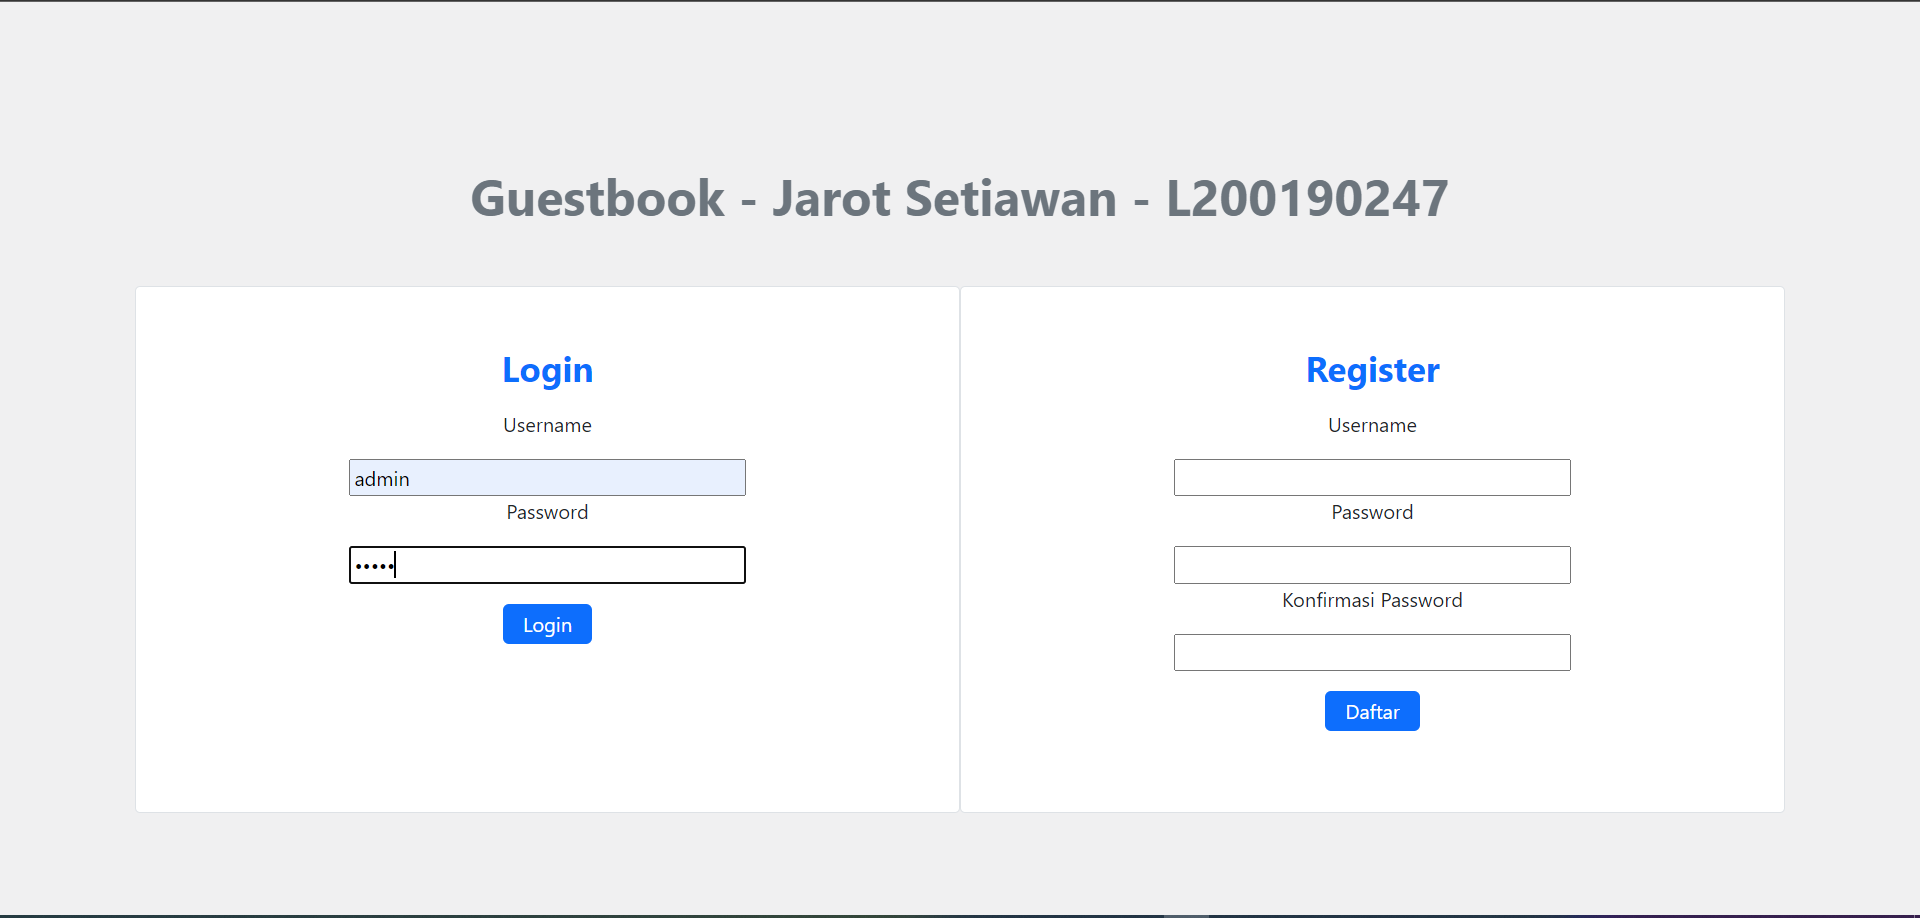 Guestbook - Jarot Setiawan - L200190247
Login
Username
admin
Password
•••••
Login
Register
Username
Password
Konfirmasi Password
Daftar